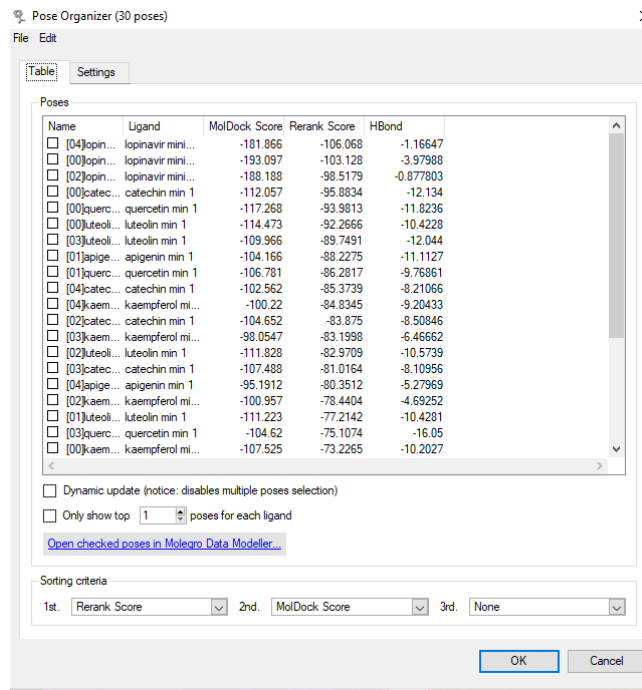 Pose Organizer (30 poses)
File Edit
Table Settings
Poses
Name Ligand MolDock Score Rerank Score HBond
[04]lopin... lopinavir mini... -181.866 -106.068 -1.16647
[00]lopin... lopinavir mini... -193.097 -103.128 -3.97988
[02]lopin... lopinavir mini... -188.188 -98.5179 -0.877803
[00]catec... catechin min 1 -112.057 -95.8834 -12.134
[00]querc... quercetin min 1 -117.268 -93.9813 -11.8236
[00]luteoli... luteolin min 1 -114.473 -92.2666 -10.4228
[03]luteoli... luteolin min 1 -109.966 -89.7491 -12.044
[01]apige... apigenin min 1 -104.166 -88.2275 -11.1127
[01]querc... quercetin min 1 -106.781 -86.2817 -9.76861
[04]catec... catechin min 1 -102.562 -85.3739 -8.21066
[04]kaem... kaempferol mi... -100.22 -84.8345 -9.20433
[02]catec... catechin min 1 -104.652 -83.875 -8.50846
[03]kaem... kaempferol mi... -98.0547 -83.1998 -6.46662
[02]luteoli... luteolin min 1 -111.828 -82.9709 -10.5739
[03]catec... catechin min 1 -107.488 -81.0164 -8.10956
[04]apige... apigenin min 1 -95.1912 -80.3512 -5.27969
[02]kaem... kaempferol mi... -100.957 -78.4404 -4.69252
[01]luteoli... luteolin min 1 -111.223 -77.2142 -10.4281
[03]querc... quercetin min 1 -104.62 -75.1074 -16.05
[00]kaem... kaempferol mi... -107.525 -73.2265 -10.2027
Dynamic update (notice: disables multiple poses selection)
Only show top 1 poses for each ligand
Open checked poses in Molegro Data Modeller...
Sorting criteria
1st. Rerank Score 2nd. MolDock Score 3rd. None
OK Cancel